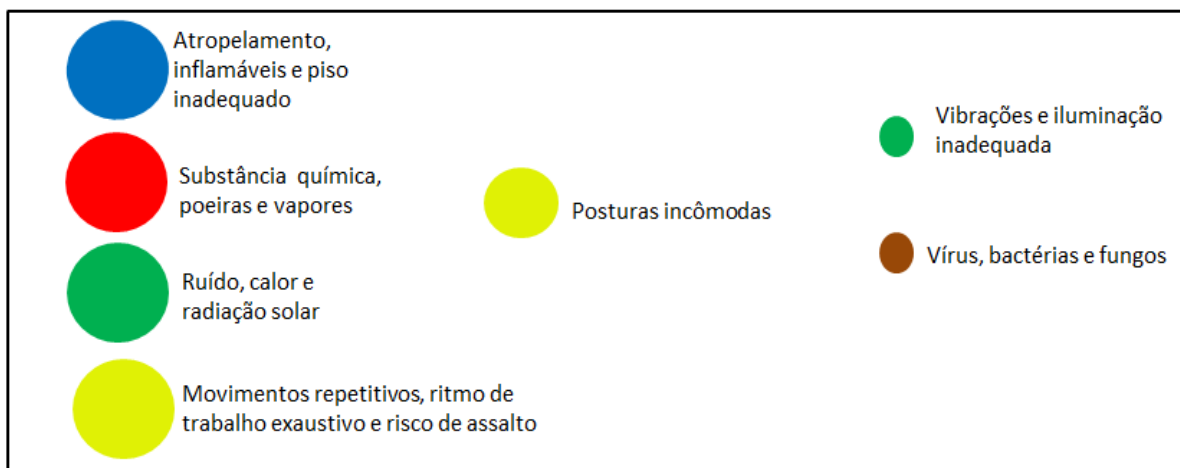 Atropelamento,
inflamáveis e piso
inadequado
Substância química,
poeiras e vapores
Ruído, calor e
radiação solar
Movimentos repetitivos, ritmo de
trabalho exaustivo e risco de assalto
Posturas incômodas
Vibrações e iluminação
inadequada
Vírus, bactérias e fungos